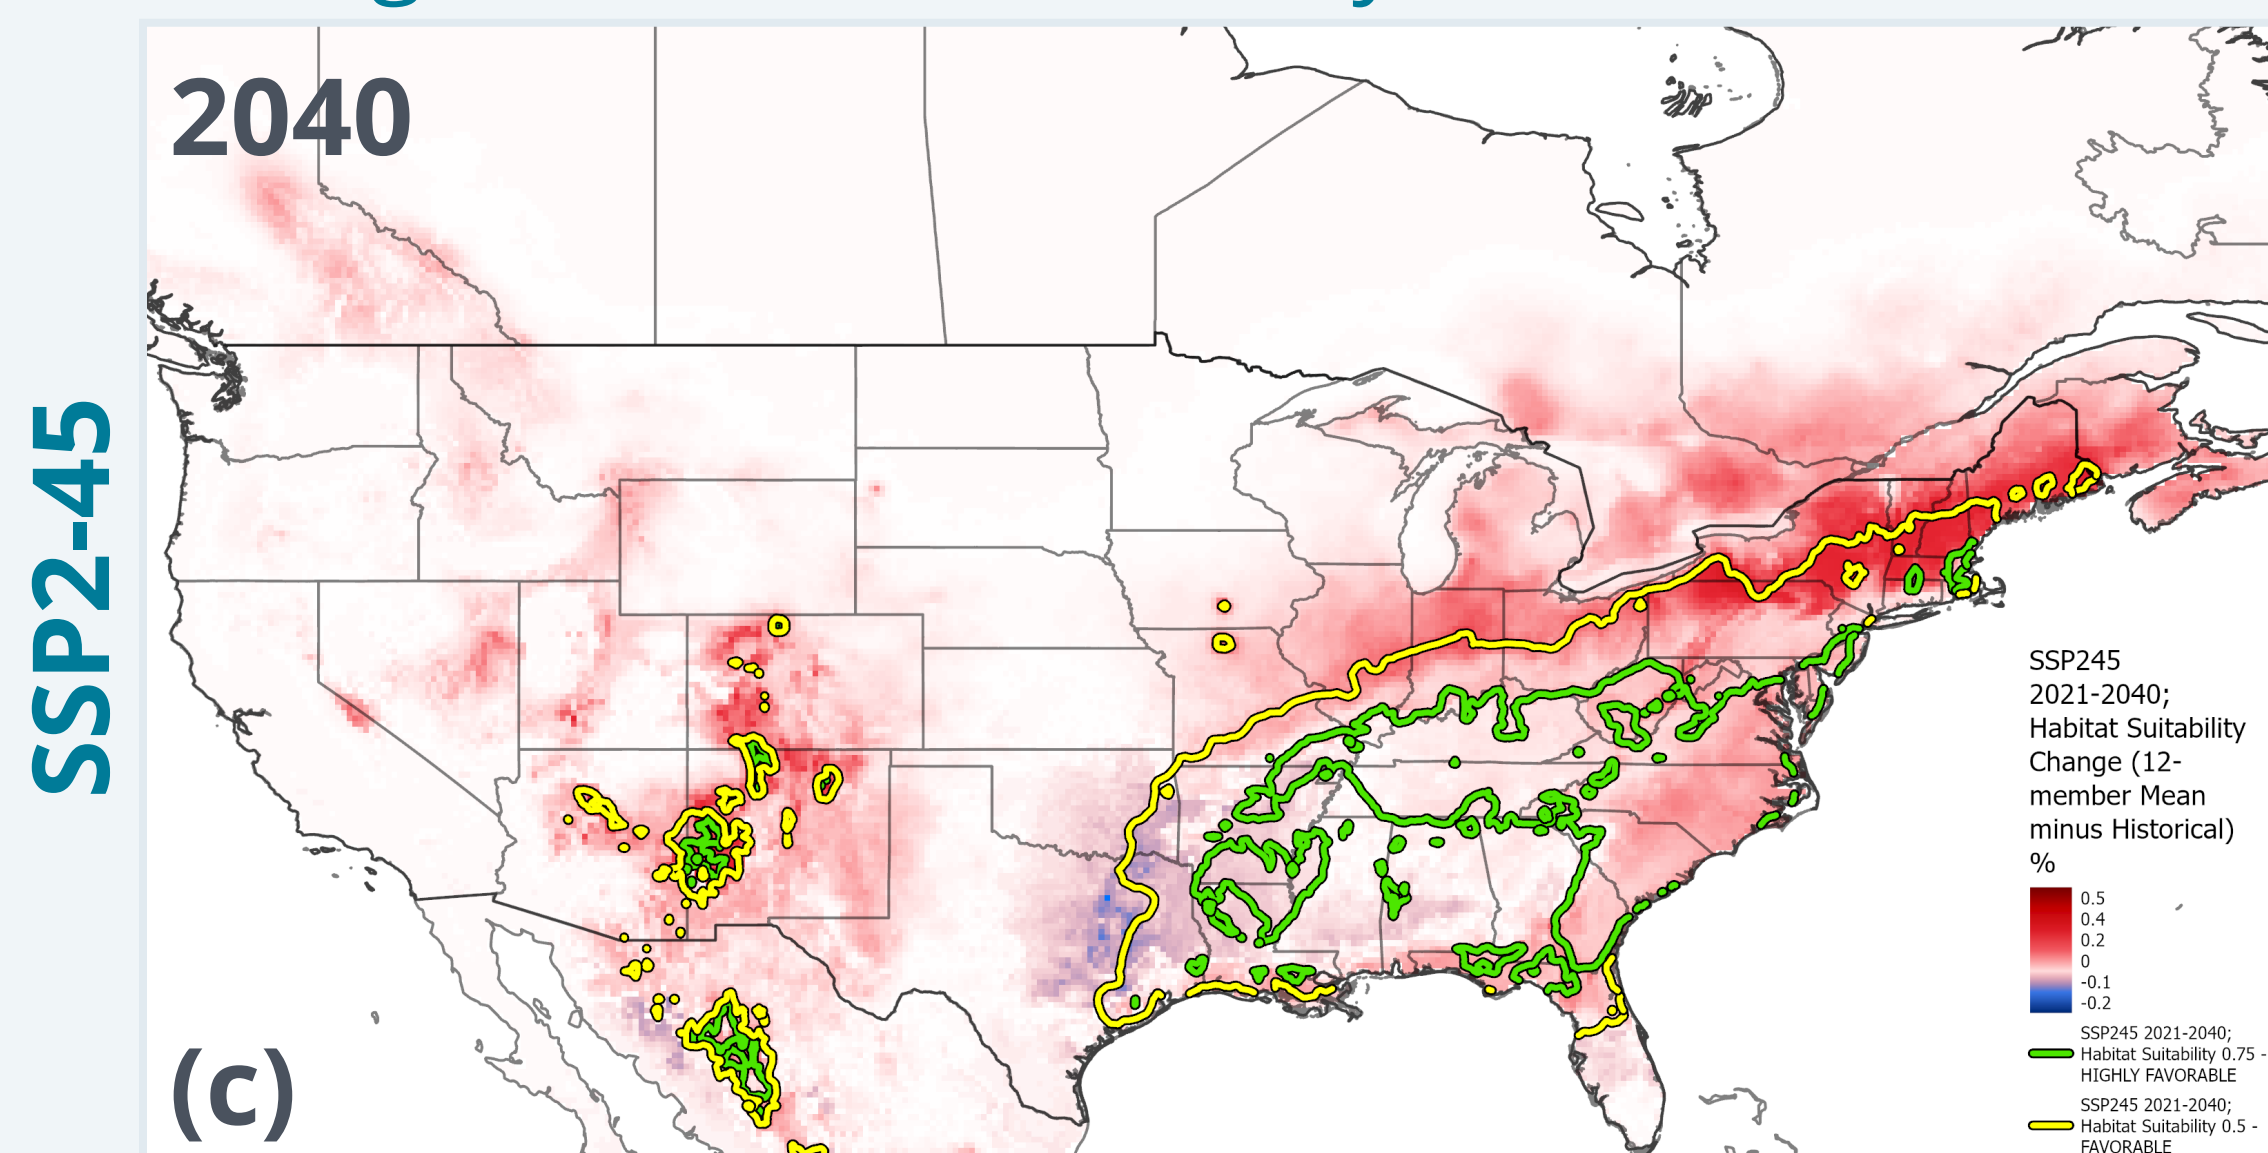 2040
SSP2-45
(c)
SSP245
2021-2040;
Habitat Suitability
Change (12-
member Mean
minus Historical)
%
0.5
0.4
0.2
0
-0.1
-0.2
SSP245 2021-2040;
Habitat Suitability 0.75 -
HIGHLY FAVORABLE
SSP245 2021-2040;
Habitat Suitability 0.5 -
FAVORABLE